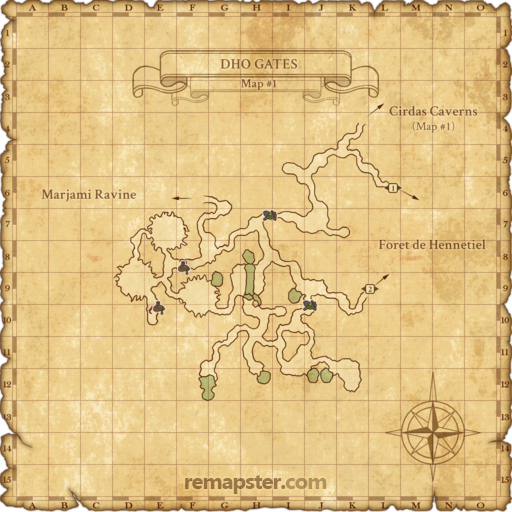 A B C D E F G H I J K L M N O
DHO GATES
Map #1
Cirdas Caverns
(Map #1)
Marjami Ravine
1
Foret de Hennetiel
2
1
2
3
4
5
6
7
8
9
10
11
12
13
14
15
remapster.com
A B C D E F G H I J K L M N O